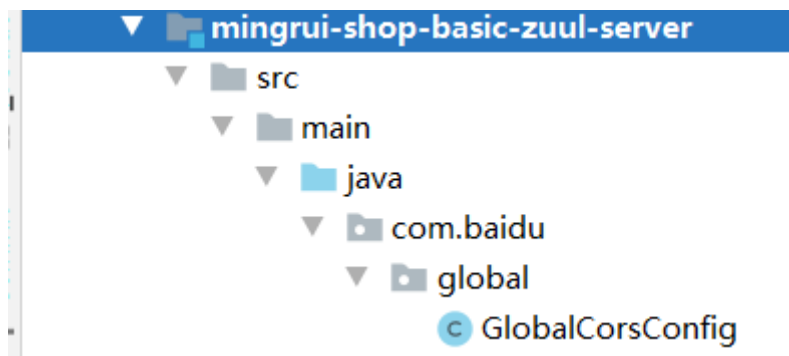 mingrui-shop-basic-zuul-server
src
main
java
com.baidu
global
C GlobalCorsConfig